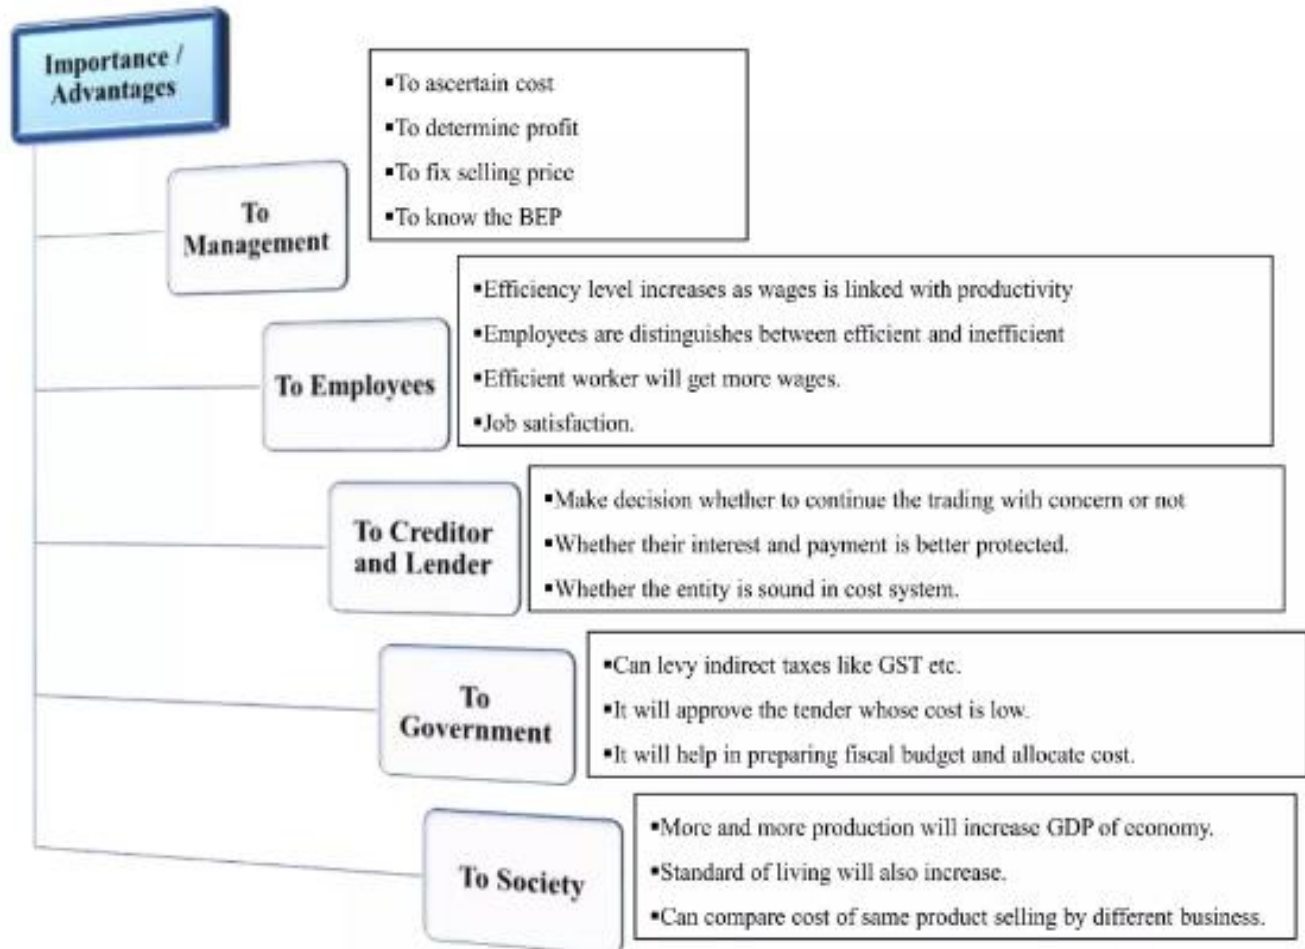 Importance /
Advantages
To
Management
▪To ascertain cost
▪To determine profit
▪To fix selling price
▪To know the BEP
To Employees
▪Efficiency level increases as wages is linked with productivity
▪Employees are distinguishes between efficient and inefficient
▪Efficient worker will get more wages.
▪Job satisfaction.
To Creditor
and Lender
▪Make decision whether to continue the trading with concern or not
▪Whether their interest and payment is better protected.
▪Whether the entity is sound in cost system.
To
Government
▪Can levy indirect taxes like GST etc.
▪It will approve the tender whose cost is low.
▪It will help in preparing fiscal budget and allocate cost.
To Society
▪More and more production will increase GDP of economy.
▪Standard of living will also increase.
▪Can compare cost of same product selling by different business.